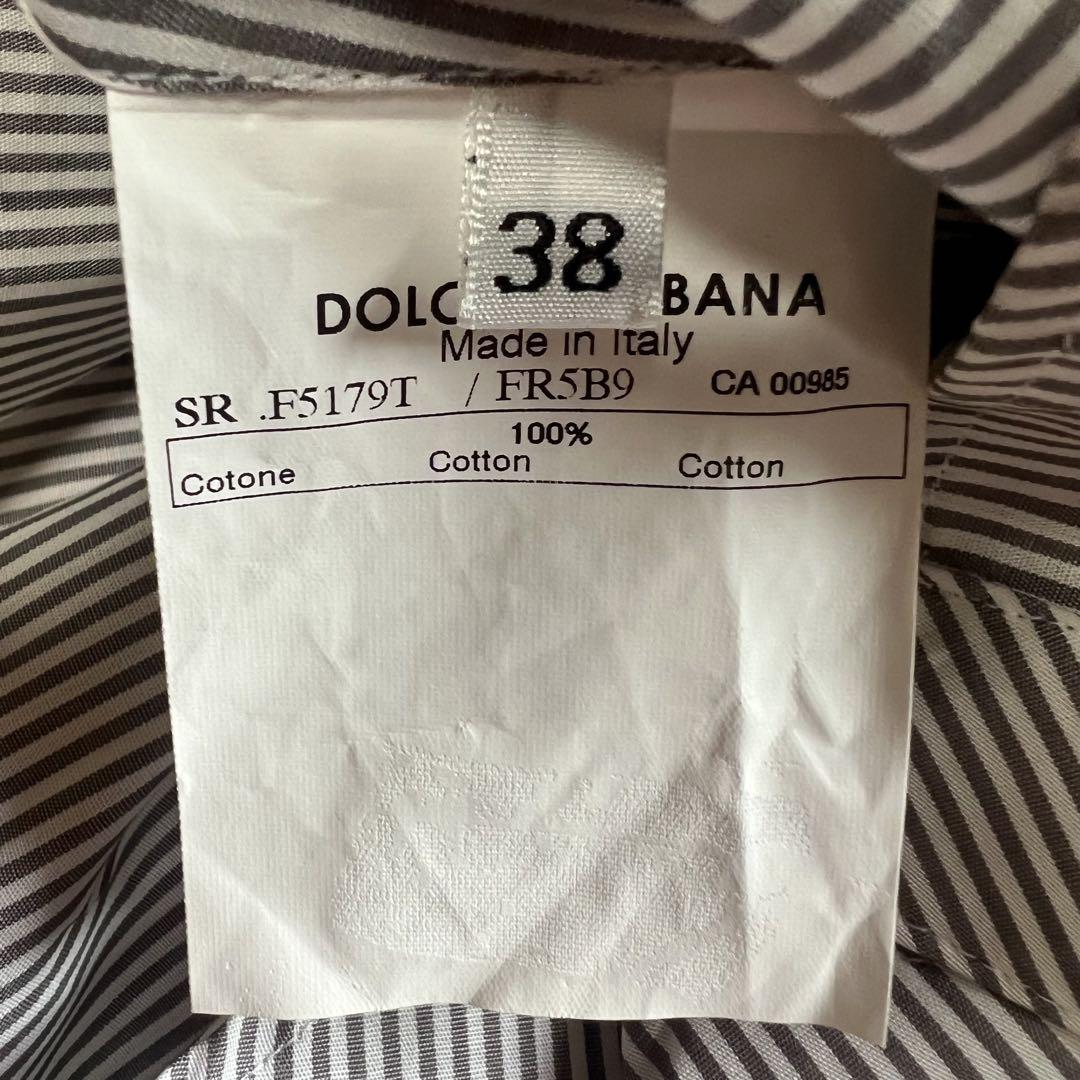 38
DOLC BANA
Made in Italy
SR .F5179T / FR5B9 CA 00985
100%
Cotone Cotton Cotton